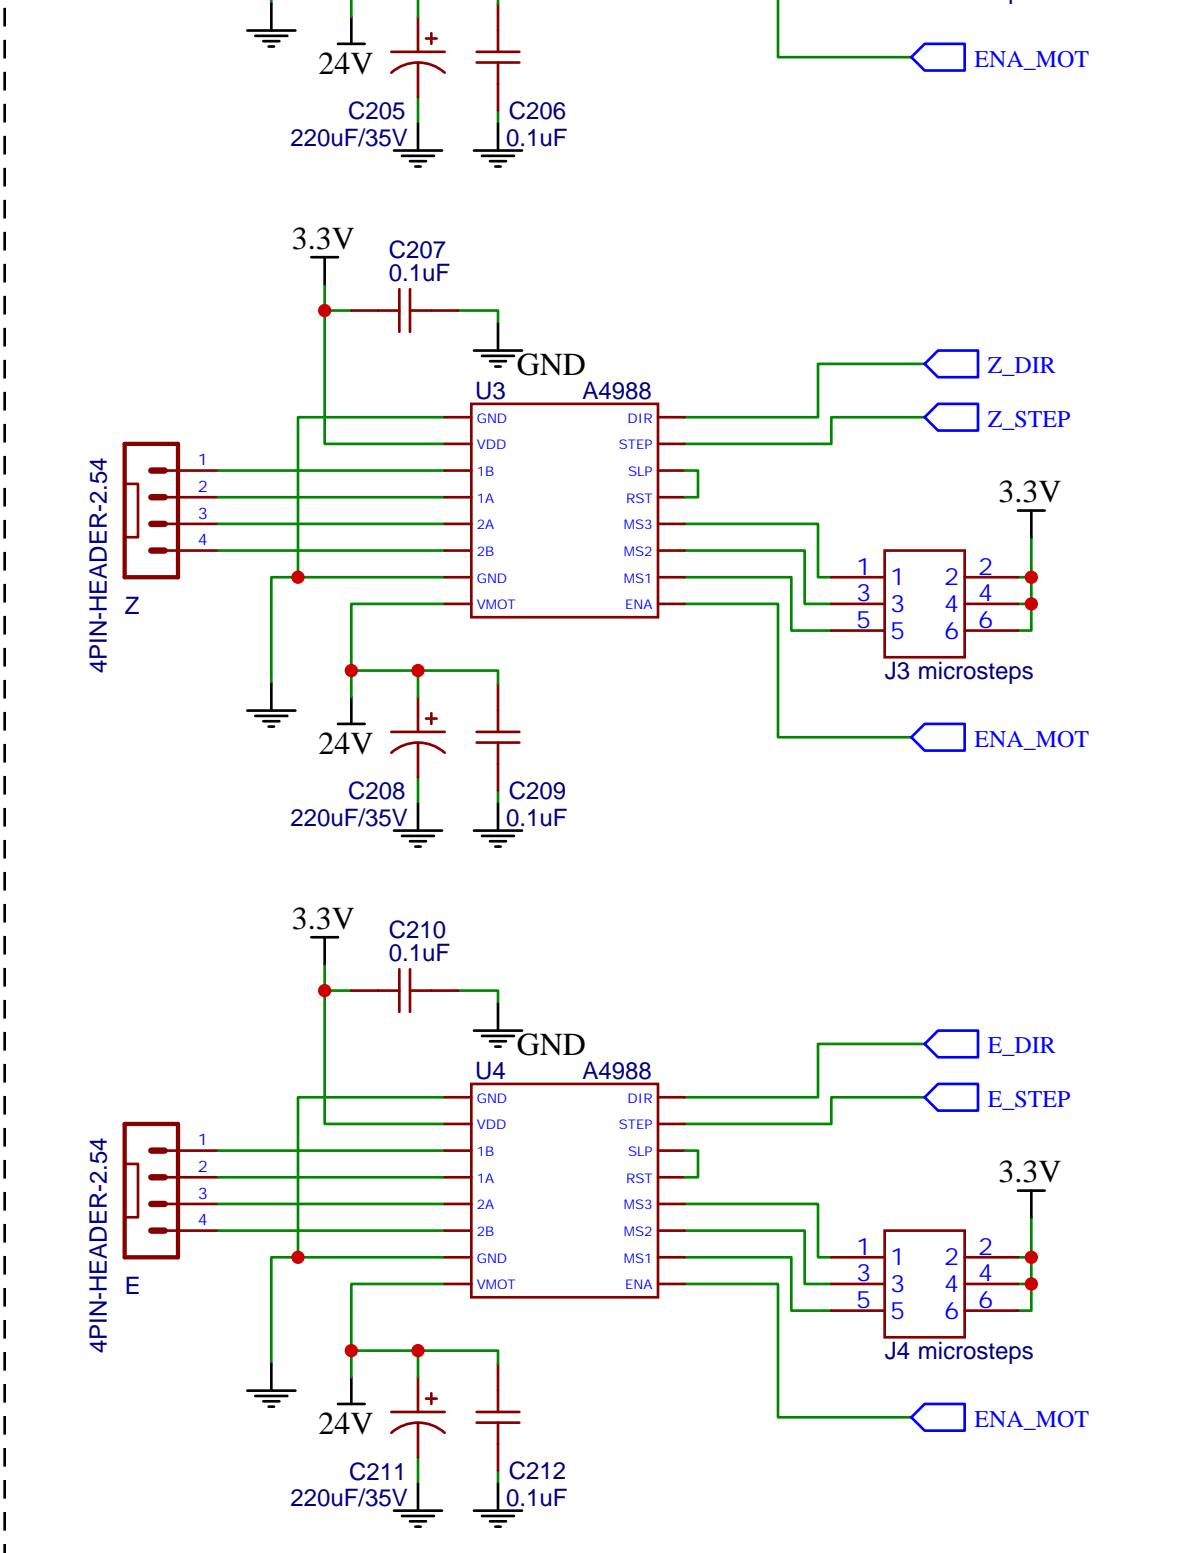 ENA_MOT
24V
+
C205
220uF/35V
C206
0.1uF
3.3V
C207
0.1uF
GND
U3 A4988
GND DIR
VDD STEP
1B SLP
1A RST
2A MS3
2B MS2
GND MS1
VMOT ENA
4PIN-HEADER-2.54
1
2
3
4
Z
Z_DIR
Z_STEP
3.3V
1 1 2 2
3 3 4 4
5 5 6 6
J3 microsteps
ENA_MOT
24V
+
C208
220uF/35V
C209
0.1uF
3.3V
C210
0.1uF
GND
U4 A4988
GND DIR
VDD STEP
1B SLP
1A RST
2A MS3
2B MS2
GND MS1
VMOT ENA
4PIN-HEADER-2.54
1
2
3
4
E
E_DIR
E_STEP
3.3V
1 1 2 2
3 3 4 4
5 5 6 6
J4 microsteps
ENA_MOT
24V
+
C211
220uF/35V
C212
0.1uF